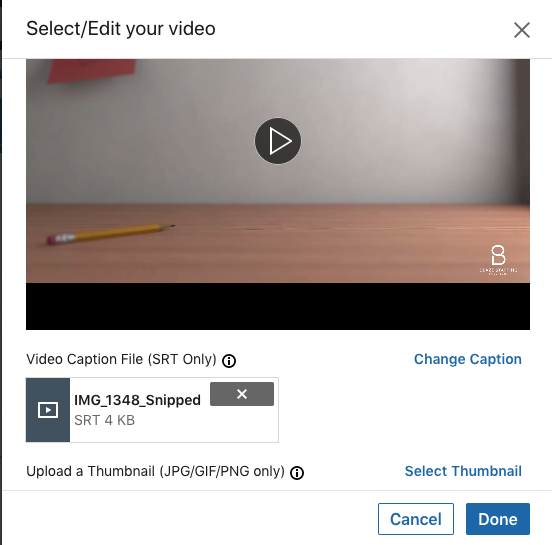 Select/Edit your video
Video Caption File (SRT Only)
Change Caption
IMG_1348_Snipped
SRT 4 KB
Upload a Thumbnail (JPG/GIF/PNG only)
Select Thumbnail
Cancel
Done